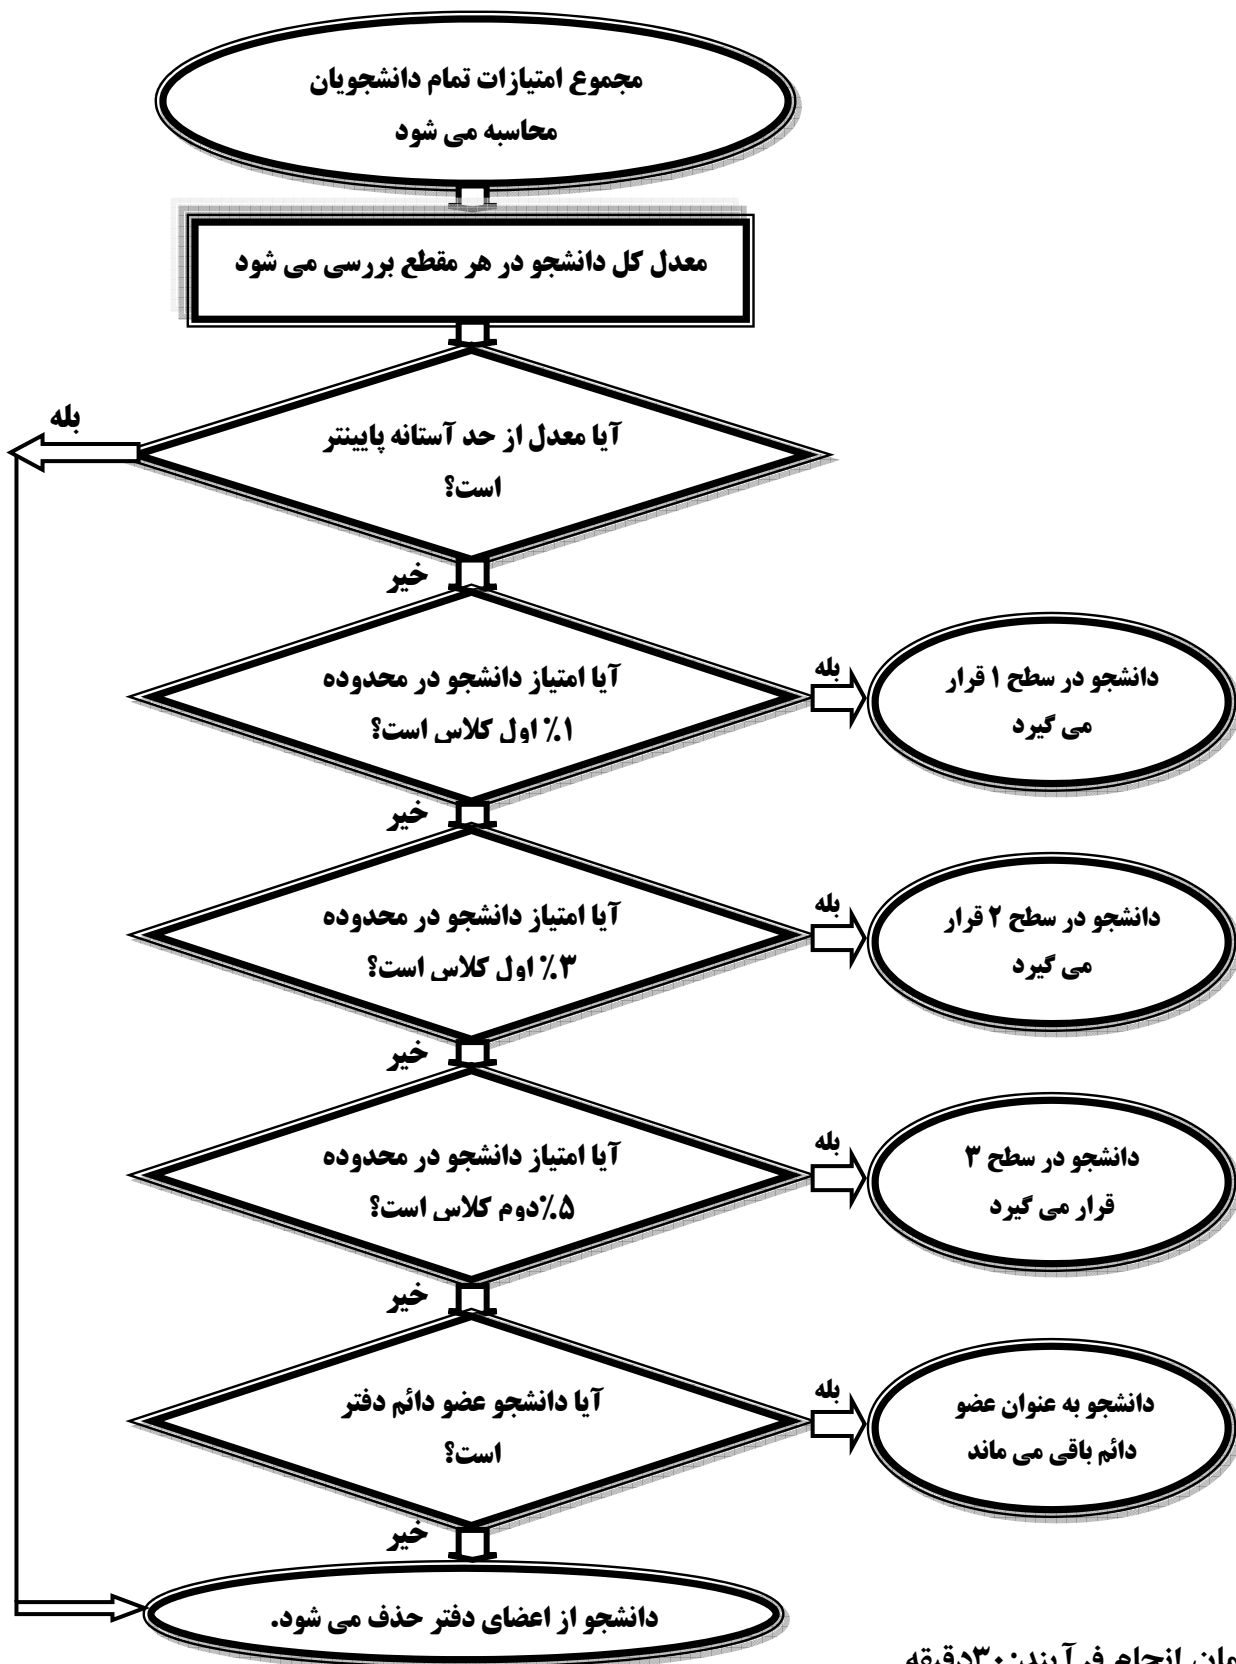 مجموع امتیازات تمام دانشجویان
محاسبه می شود
معدل کل دانشجو در هر مقطع بررسی می شود
بله
آیا معدل از حد آستانه پایینتر
است؟
خیر
آیا امتیاز دانشجو در محدوده
۱% اول کلاس است؟
بله
دانشجو در سطح ۱ قرار
می گیرد
خیر
آیا امتیاز دانشجو در محدوده
۳% اول کلاس است؟
بله
دانشجو در سطح ۲ قرار
می گیرد
خیر
آیا امتیاز دانشجو در محدوده
۵%دوم کلاس است؟
بله
دانشجو در سطح ۳
قرار می گیرد
خیر
آیا دانشجو عضو دائم دفتر
است؟
بله
دانشجو به عنوان عضو
دائم باقی می ماند
خیر
دانشجو از اعضای دفتر حذف می شود.
انجام فرآیند:۳۰دقیقه